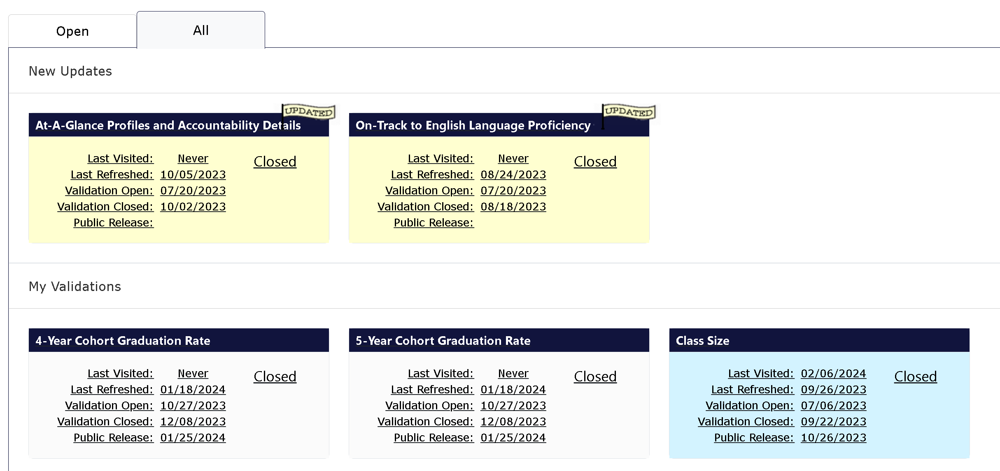 Open
All
New Updates
UPDATED
At-A-Glance Profiles and Accountability Details
Last Visited: Never Closed
Last Refreshed: 10/05/2023
Validation Open: 07/20/2023
Validation Closed: 10/02/2023
Public Release:
UPDATED
On-Track to English Language Proficiency
Last Visited: Never Closed
Last Refreshed: 08/24/2023
Validation Open: 07/20/2023
Validation Closed: 08/18/2023
Public Release:
My Validations
4-Year Cohort Graduation Rate
Last Visited: Never Closed
Last Refreshed: 01/18/2024
Validation Open: 10/27/2023
Validation Closed: 12/08/2023
Public Release: 01/25/2024
5-Year Cohort Graduation Rate
Last Visited: Never Closed
Last Refreshed: 01/18/2024
Validation Open: 10/27/2023
Validation Closed: 12/08/2023
Public Release: 01/25/2024
Class Size
Last Visited: 02/06/2024 Closed
Last Refreshed: 09/26/2023
Validation Open: 07/06/2023
Validation Closed: 09/22/2023
Public Release: 10/26/2023